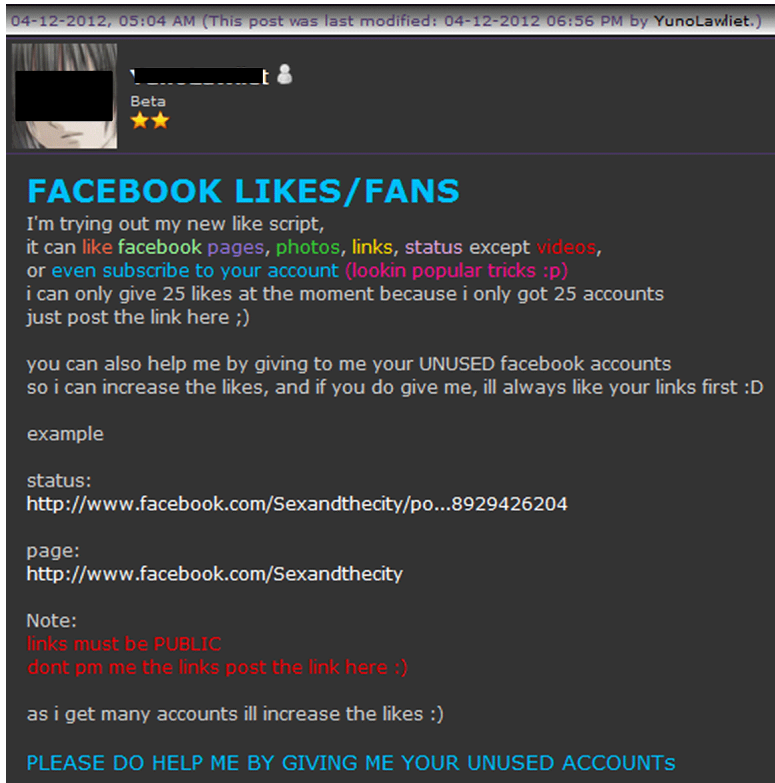 04-12-2012, 05:04 AM (This post was last modified: 04-12-2012 06:56 PM by YunoLawliet.)
Beta
FACEBOOK LIKES/FANS
I'm trying out my new like script,
it can like facebook pages, photos, links, status except videos,
or even subscribe to your account (lookin popular tricks :p)
i can only give 25 likes at the moment because i only got 25 accounts
just post the link here ;)
you can also help me by giving to me your UNUSED facebook accounts
so i can increase the likes, and if you do give me, ill always like your links first :D
example
status:
http://www.facebook.com/Sexandthecity/po...8929426204
page:
http://www.facebook.com/Sexandthecity
Note:
links must be PUBLIC
dont pm me the links post the link here :)
as i get many accounts ill increase the likes :)
PLEASE DO HELP ME BY GIVING ME YOUR UNUSED ACCOUNTs